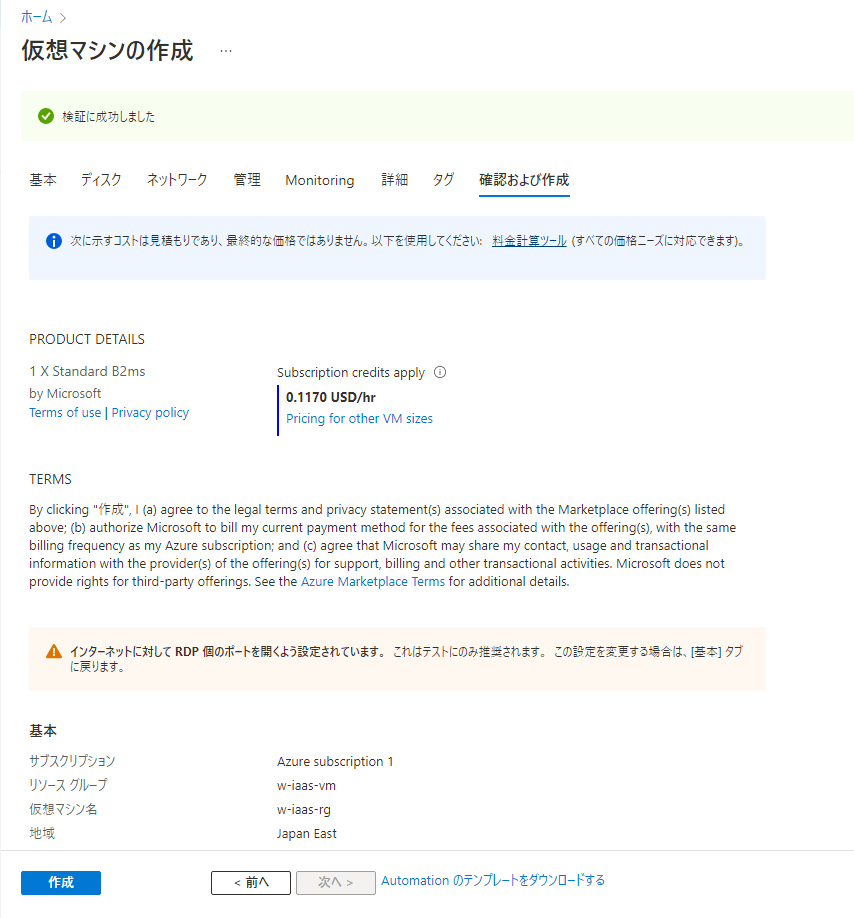 ホーム >
仮想マシンの作成 …
検証に成功しました
基本 ディスク ネットワーク 管理 Monitoring 詳細 タグ 確認および作成
次に示すコストは見積もりであり、最終的な価格ではありません。以下を使用してください: 料金計算ツール (すべての価格ニーズに対応できます)。
PRODUCT DETAILS
1 X Standard B2ms
by Microsoft
Terms of use | Privacy policy
Subscription credits apply
0.1170 USD/hr
Pricing for other VM sizes
TERMS
By clicking "作成", I (a) agree to the legal terms and privacy statement(s) associated with the Marketplace offering(s) listed
above; (b) authorize Microsoft to bill my current payment method for the fees associated with the offering(s), with the same
billing frequency as my Azure subscription; and (c) agree that Microsoft may share my contact, usage and transactional
information with the provider(s) of the offering(s) for support, billing and other transactional activities. Microsoft does not
provide rights for third-party offerings. See the Azure Marketplace Terms for additional details.
インターネットに対して RDP 個のポートを開くよう設定されています。 これはテストにのみ推奨されます。 この設定を変更する場合は、[基本] タブ
に戻ります。
基本
サブスクリプション Azure subscription 1
リソース グループ w-iaas-vm
仮想マシン名 w-iaas-rg
地域 Japan East
作成 < 前へ 次へ > Automation のテンプレートをダウンロードする